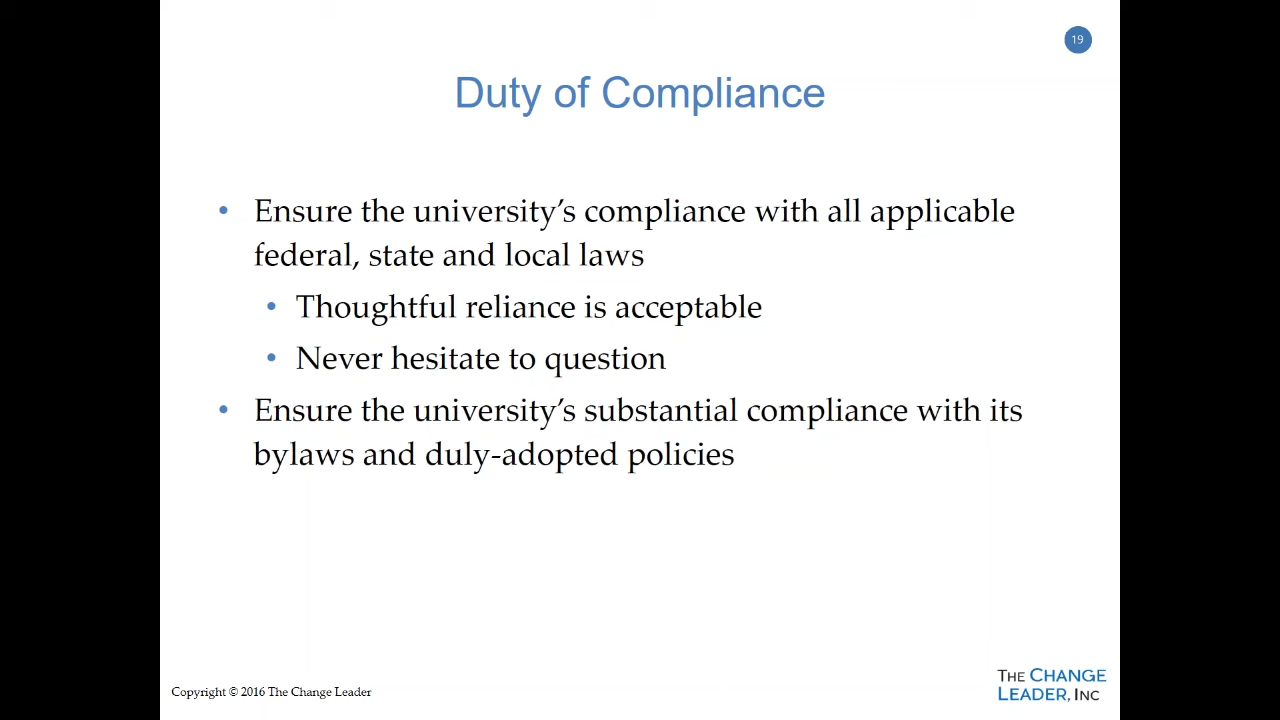 19
Duty of Compliance
• Ensure the university’s compliance with all applicable
federal, state and local laws
• Thoughtful reliance is acceptable
• Never hesitate to question
• Ensure the university’s substantial compliance with its
bylaws and duly-adopted policies
Copyright © 2016 The Change Leader
THE CHANGE
LEADER, INC